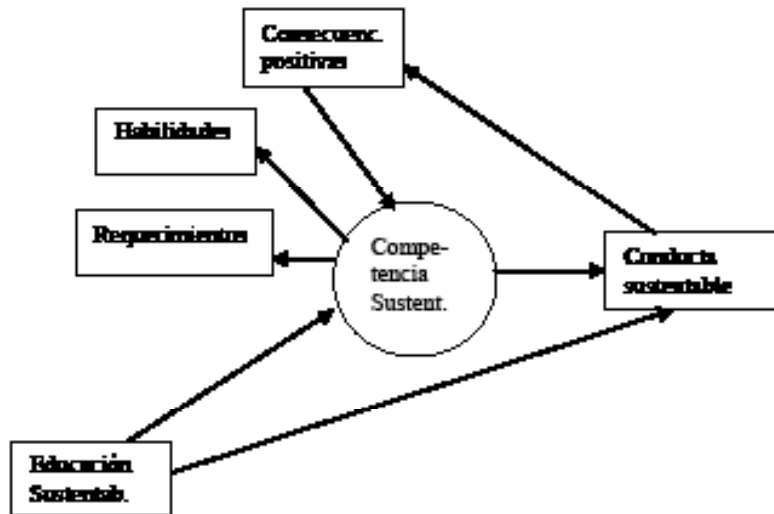 Consecuenc.
positivas
Habilidades
Requerimientos
Compe-
tencia
Sustent.
Conducta
sustentable
Educación
Sustentab.